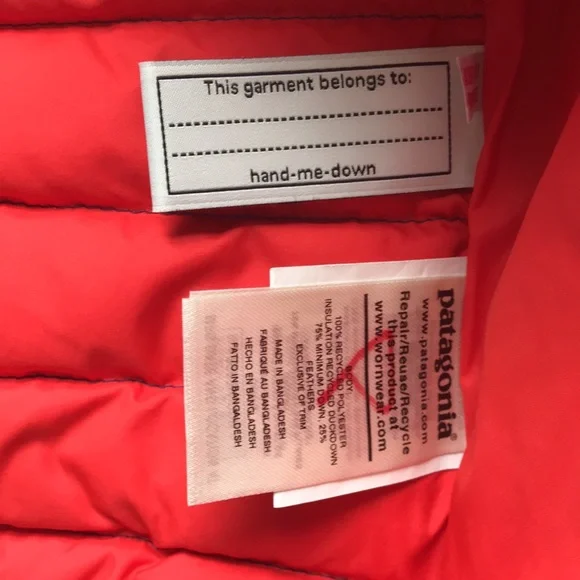 This garment belongs to:
hand-me-down
patagonia®
www.patagonia.com
Repair/Reuse/Recycle
this product at
www.wornwear.com
BODY
100% RECYCLED POLYESTER
INSULATION RECYCLED DUCKDOWN
75% MINIMUM DOWN, 25%
FEATHERS
EXCLUSIVE OF TRIM
MADE IN BANGLADESH
FABRIQUE AU BANGLADESH
HECHO EN BANGLADESH
FATTO IN BANGALDESH